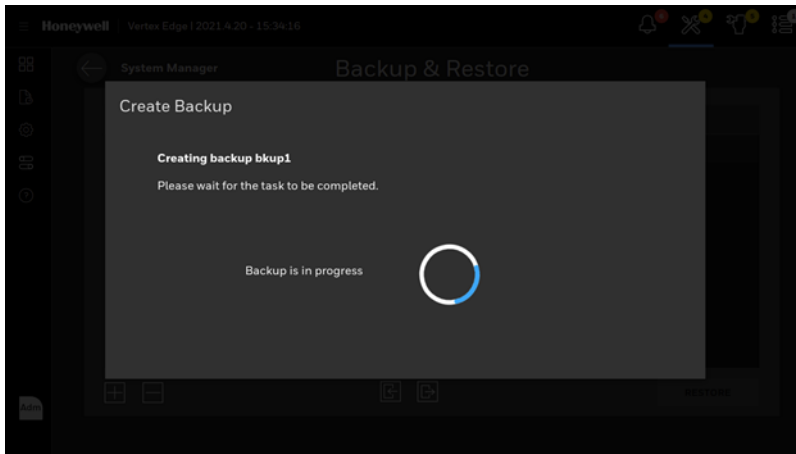 Honeywell | Vertex Edge | 2021.4.20 - 15:34:16
System Manager
Backup & Restore
Create Backup
Creating backup bkup1
Please wait for the task to be completed.
Backup is in progress
RESTORE
Adm